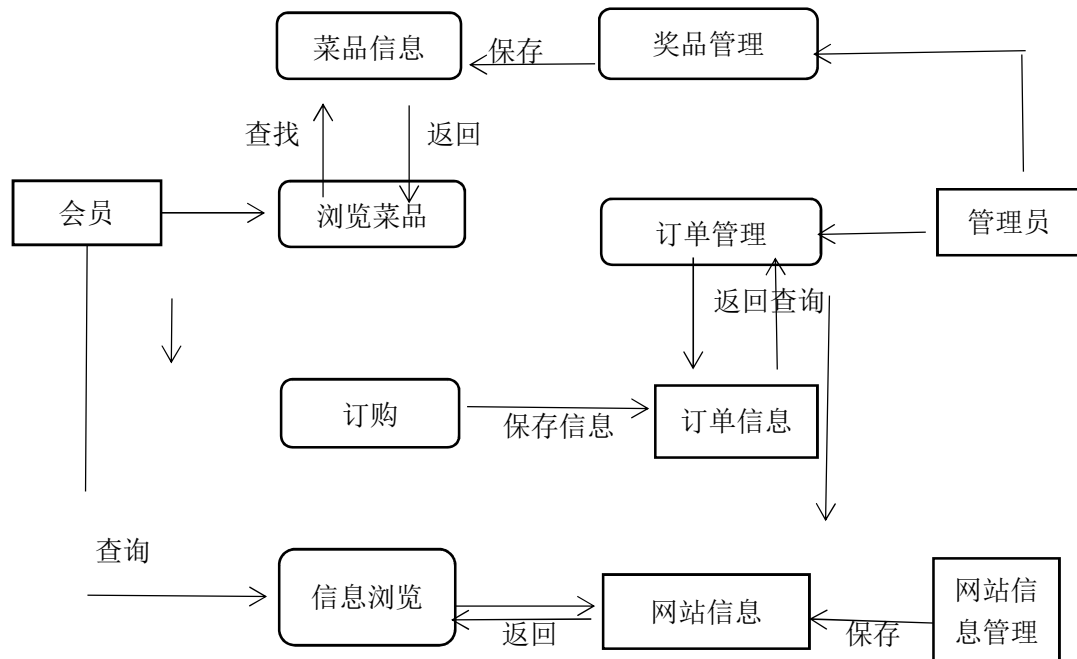 菜品信息
保存
奖品管理
查找
返回
会员
浏览菜品
订单管理
管理员
返回查询
订购
保存信息
订单信息
查询
信息浏览
返回
网站信息
保存
网站信
息管理